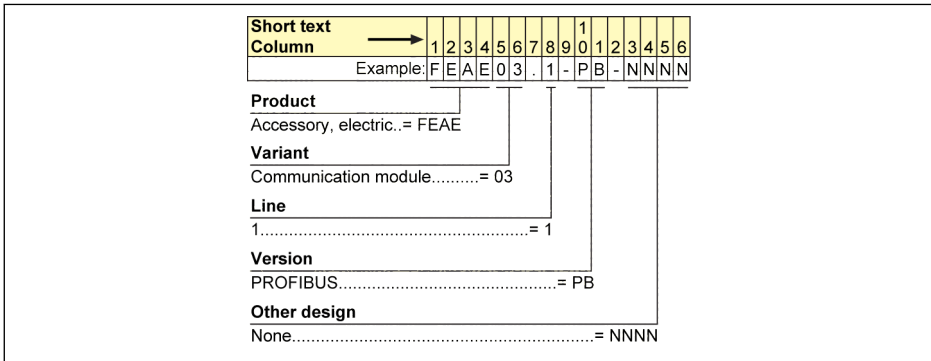 Short text 1
Column 1 2 3 4 5 6 7 8 9 0 1 2 3 4 5 6
Example: F E A E 0 3 . 1 - P B - N N N N
Product
Accessory, electric..= FEAE
Variant
Communication module..........= 03
Line
1......................................................= 1
Version
PROFIBUS............................................= PB
Other design
None............................................................= NNNN